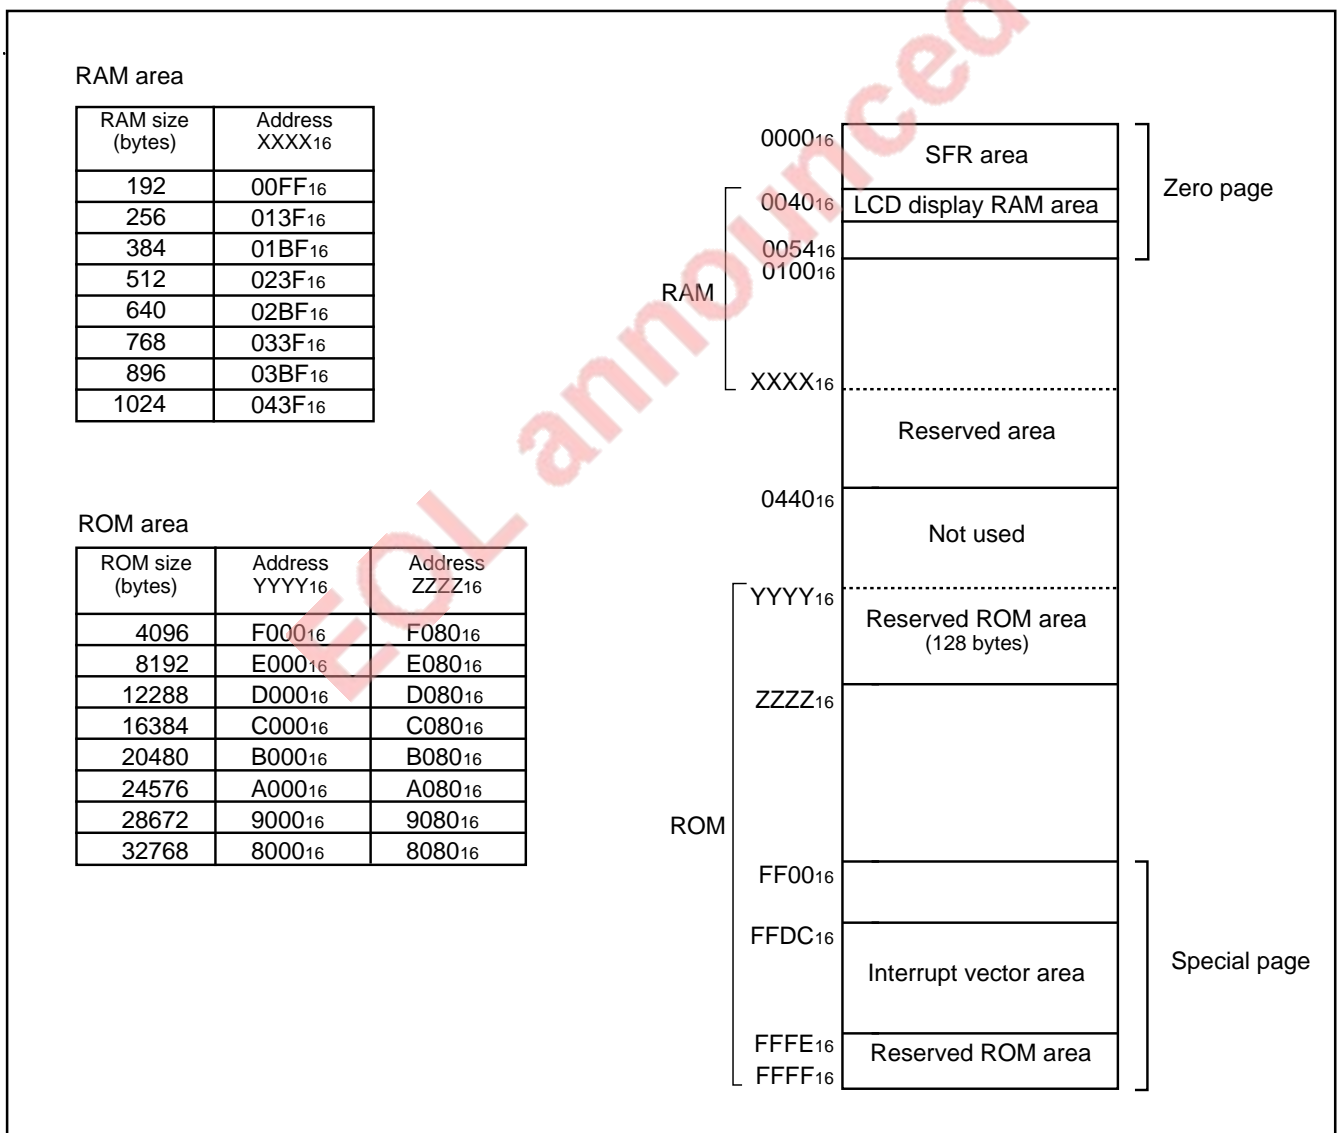 RAM area
RAM size (bytes) Address XXXX16
192 00FF16
256 013F16
384 01BF16
512 023F16
640 02BF16
768 033F16
896 03BF16
1024 043F16
ROM area
ROM size (bytes) Address YYYY16 Address ZZZZ16
4096 F00016 F08016
8192 E00016 E08016
12288 D00016 D08016
16384 C00016 C08016
20480 B00016 B08016
24576 A00016 A08016
28672 900016 908016
32768 800016 808016
000016
SFR area
Zero page
004016
LCD display RAM area
005416
010016
RAM
XXXX16
Reserved area
044016
Not used
YYYY16
Reserved ROM area
(128 bytes)
ZZZZ16
ROM
FF0016
FFDC16
Interrupt vector area
Special page
FFFE16
Reserved ROM area
FFFF16
EOL announced